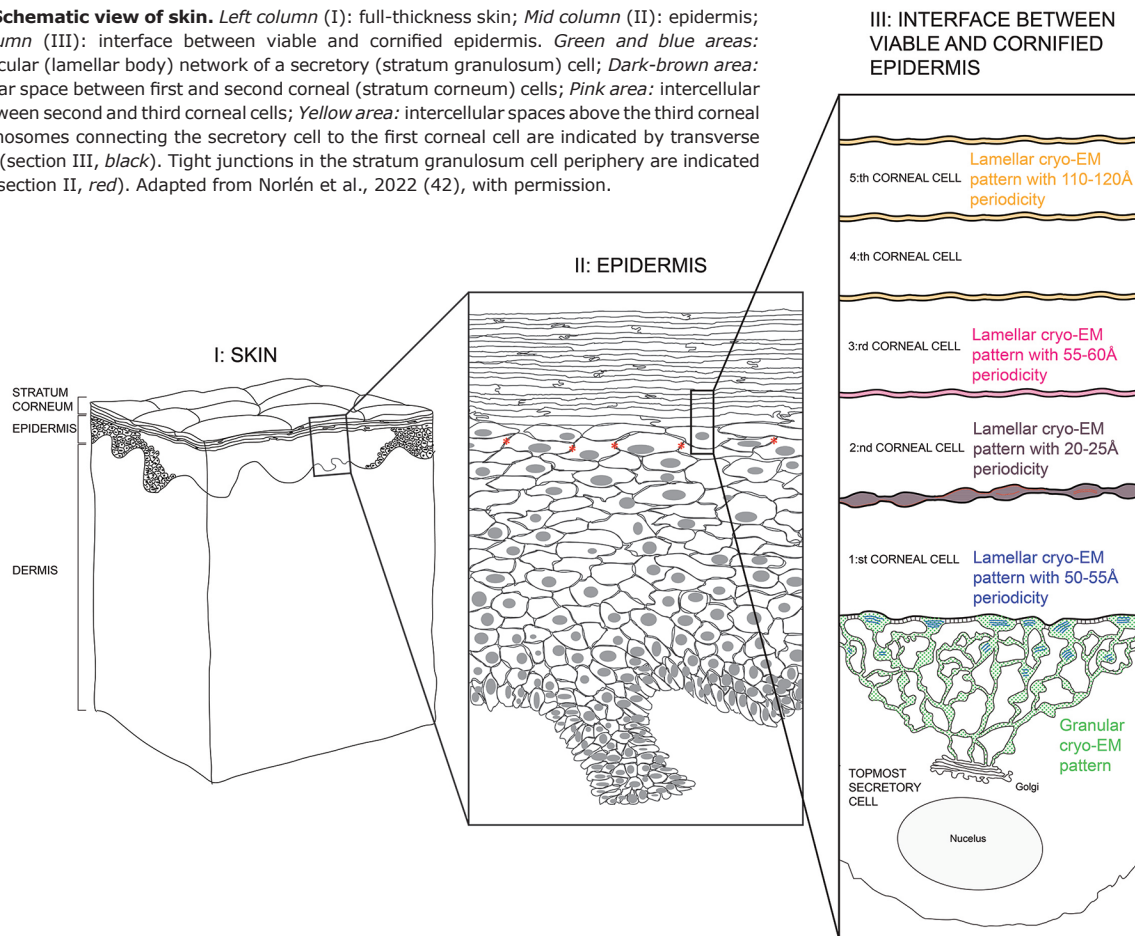 Schematic view of skin. Left column (I): full-thickness skin; Mid column (II): epidermis;
(III): interface between viable and cornified epidermis. Green and blue areas:
(lamellar body) network of a secretory (stratum granulosum) cell; Dark-brown area:
space between first and second corneal (stratum corneum) cells; Pink area: intercellular
second and third corneal cells; Yellow area: intercellular spaces above the third corneal
connecting the secretory cell to the first corneal cell are indicated by transverse
(section III, black). Tight junctions in the stratum granulosum cell periphery are indicated
section II, red). Adapted from Norlén et al., 2022 (42), with permission.
III: INTERFACE BETWEEN
VIABLE AND CORNIFIED
EPIDERMIS
II: EPIDERMIS
I: SKIN
STRATUM
CORNEUM
EPIDERMIS
DERMIS
5:th CORNEAL CELL
Lamellar cryo-EM
pattern with 110-120Å
periodicity
4:th CORNEAL CELL
3:rd CORNEAL CELL
Lamellar cryo-EM
pattern with 55-60Å
periodicity
2:nd CORNEAL CELL
Lamellar cryo-EM
pattern with 20-25Å
periodicity
1:st CORNEAL CELL
Lamellar cryo-EM
pattern with 50-55Å
periodicity
Granular
cryo-EM
pattern
TOPMOST
SECRETORY
CELL
Golgi
Nucelus